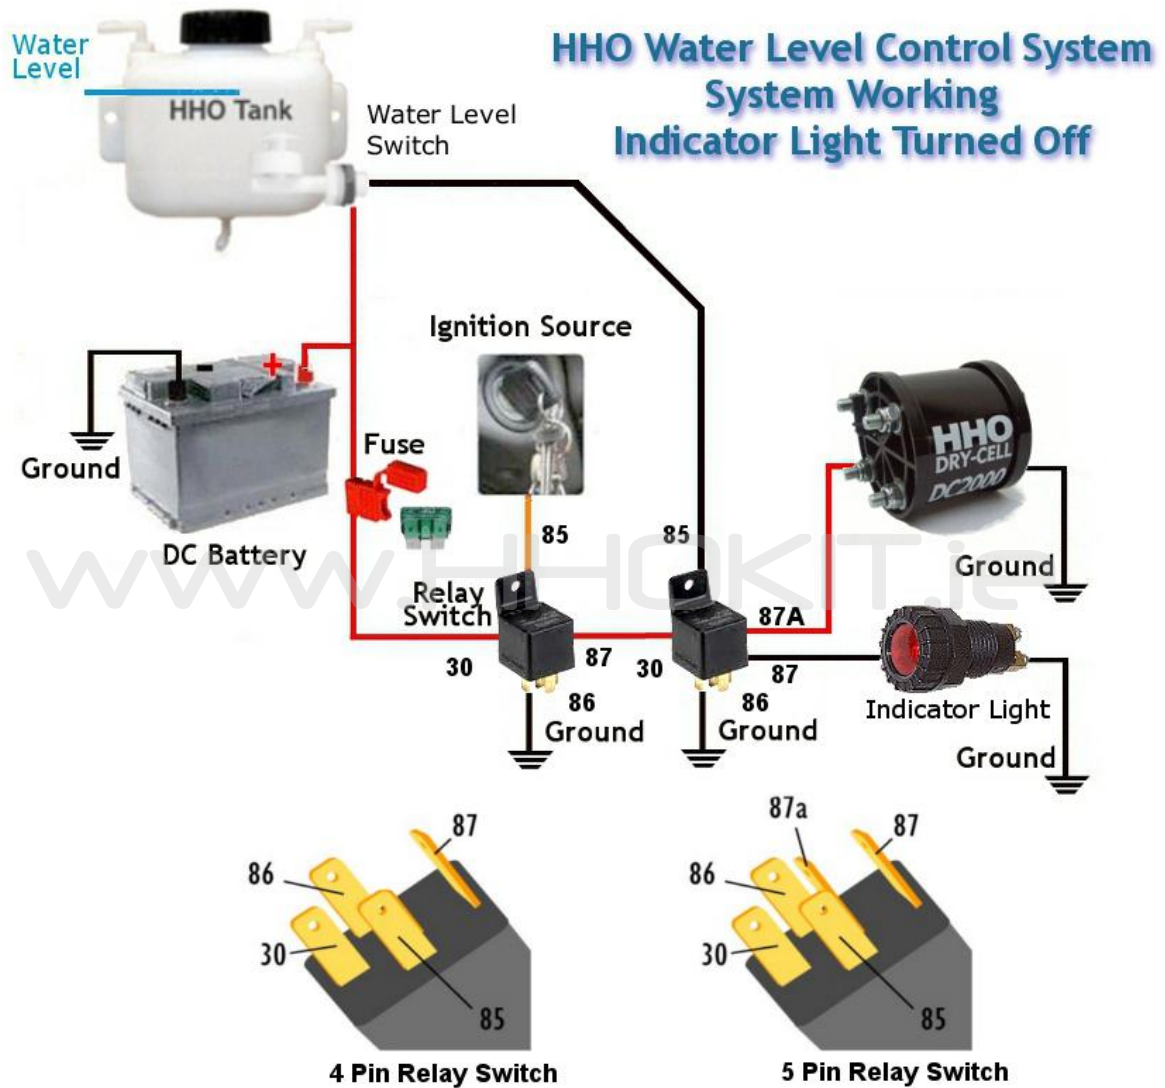 HHO Water Level Control System
System Working
Indicator Light Turned Off
Water
Level
HHO Tank
Water Level
Switch
Ignition Source
+
Ground
Fuse
DC Battery
HHO
DRY-CELL
DC2000
85
85
Ground
www.HHOKIT.ie
Relay
Switch
87A
30
87
30
87
86
Ground
86
Ground
Indicator Light
Ground
87
86
30
85
4 Pin Relay Switch
87a
87
86
30
85
5 Pin Relay Switch